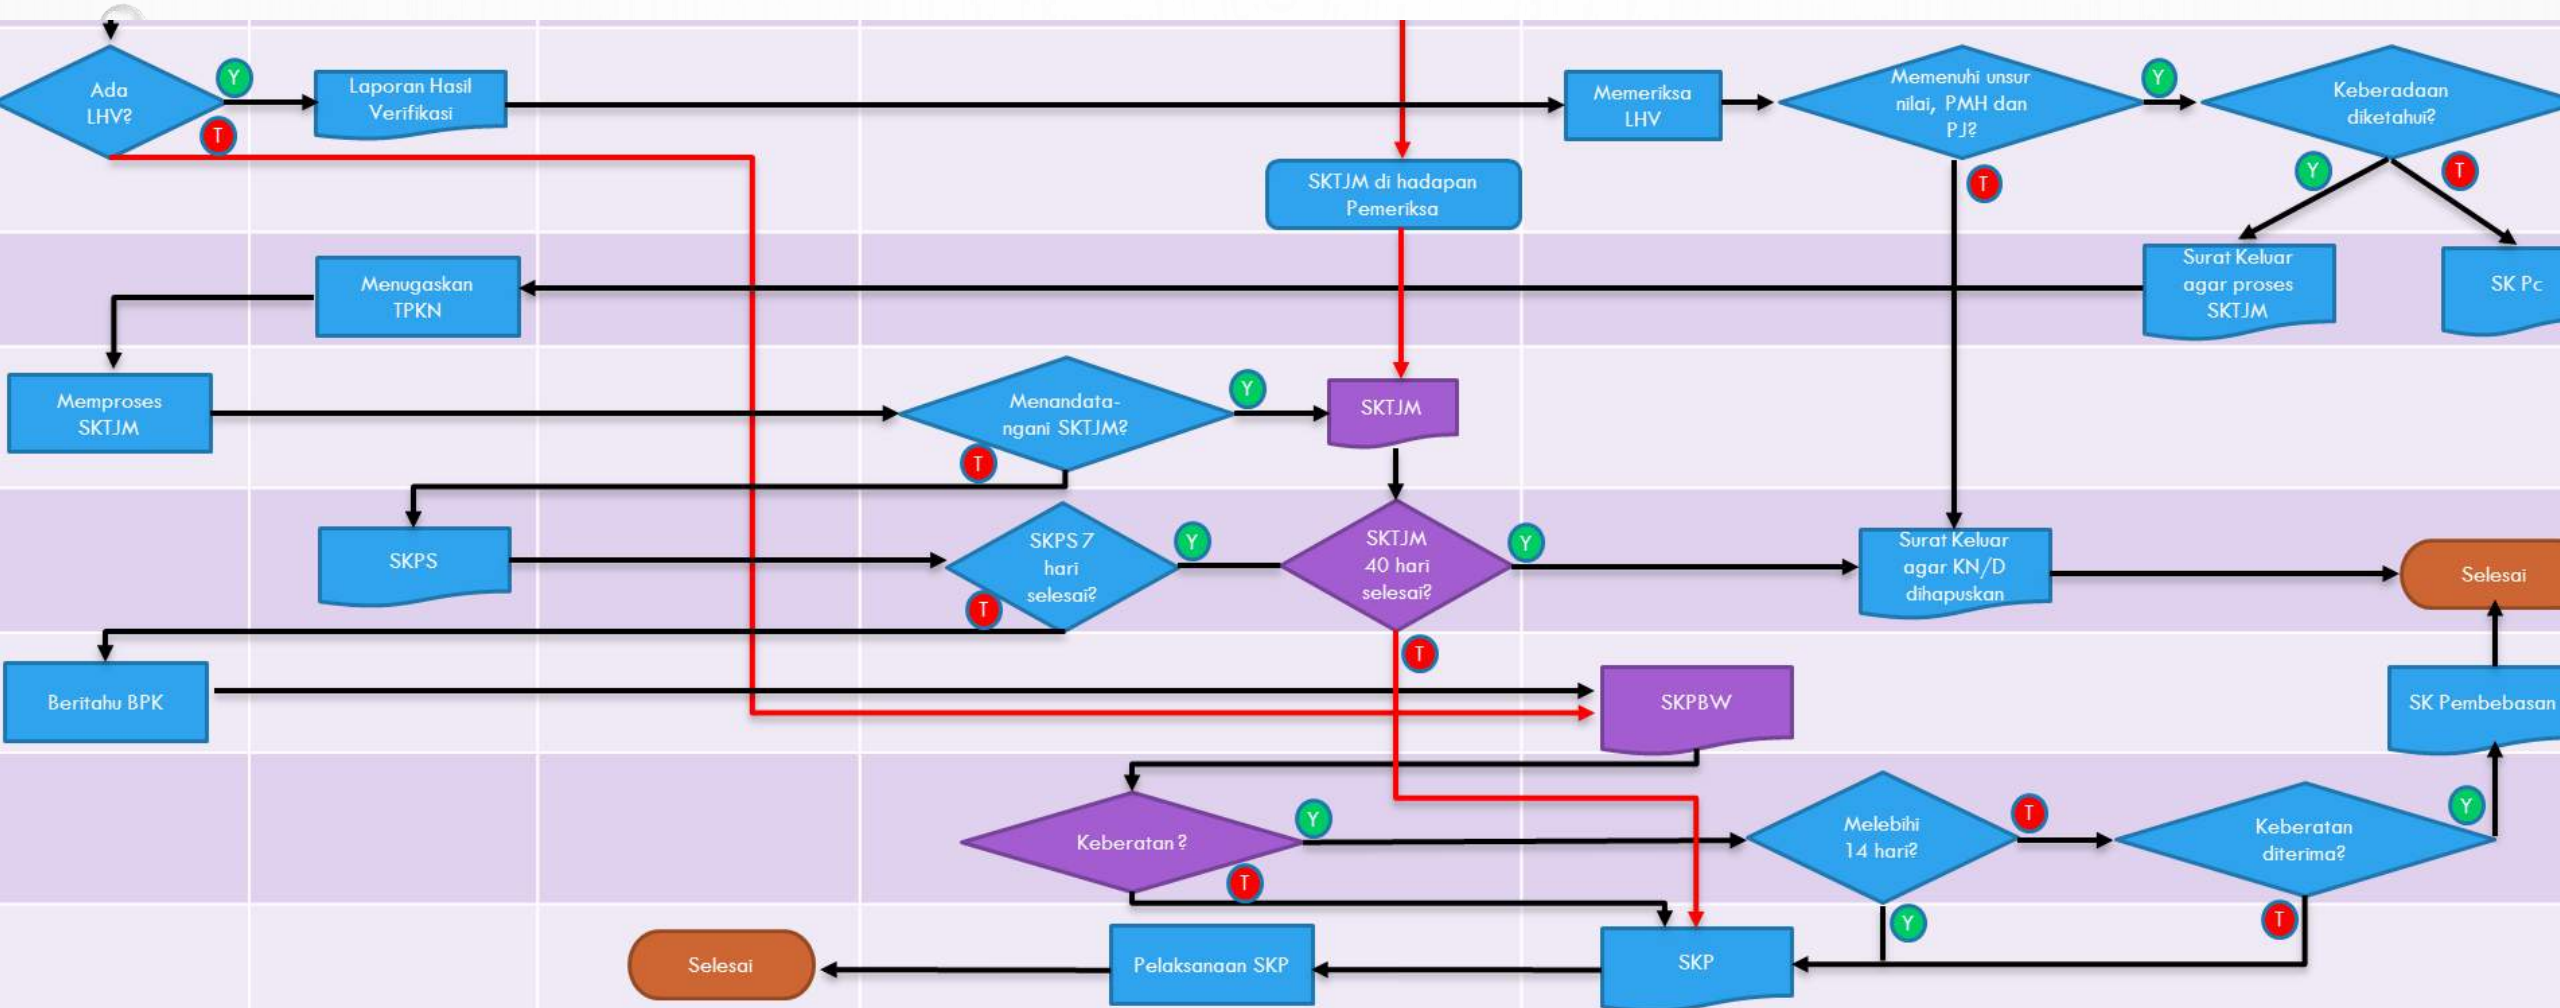 Ada
LHV?
Y
T
Laporan Hasil
Verifikasi
Memeriksa
LHV
Memenuhi unsur
nilai, PMH dan
PJ?
Y
T
Keberadaan
diketahui?
Y
T
SKTJM di hadapan
Pemeriksa
Menugaskan
TPKN
Surat Keluar
agar proses
SKTJM
SK Pc
Memproses
SKTJM
Menandata-
ngani SKTJM?
Y
T
SKTJM
SKPS
SKPS 7
hari
selesai?
Y
T
SKTJM
40 hari
selesai?
Y
T
Surat Keluar
agar KN/D
dihapuskan
Selesai
Beritahu BPK
SKPBW
SK Pembebasan
Keberatan ?
Y
T
Melebihi
14 hari?
T
Y
Keberatan
diterima?
Y
T
Selesai
Pelaksanaan SKP
SKP